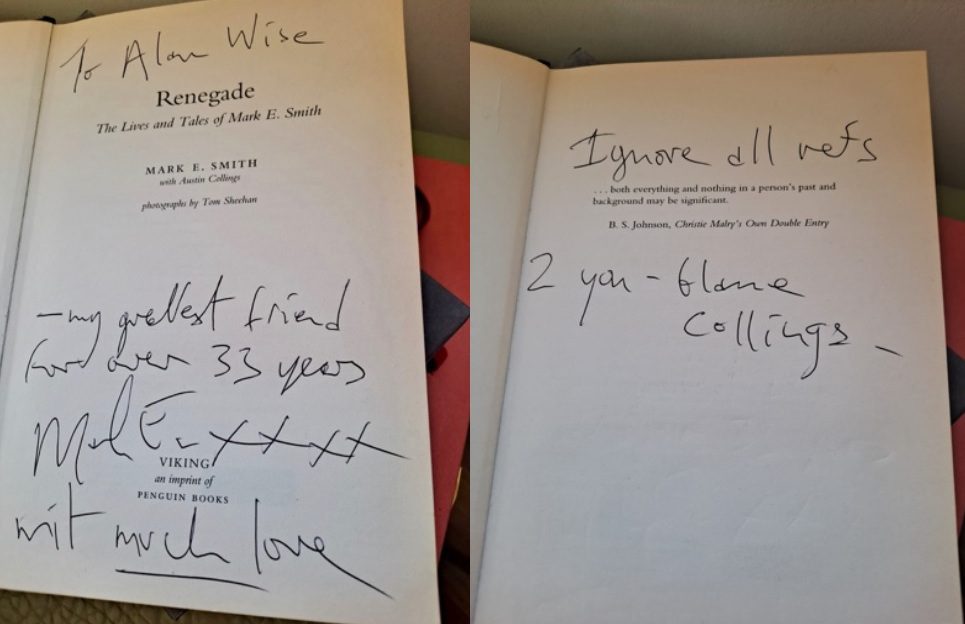 To Alan Wise
Renegade
The Lives and Tales of Mark E. Smith
MARK E. SMITH
with Austin Collings
photographs by Tom Sheehan
– my greatest friend
for over 33 years
Mark E. xxxx
VIKING
an imprint of
PENGUIN BOOKS
wit much love
Ignore all refs
. . . both everything and nothing in a person's past and
background may be significant.
B. S. Johnson, Christie Malry's Own Double Entry
2 you – blame
Collings –